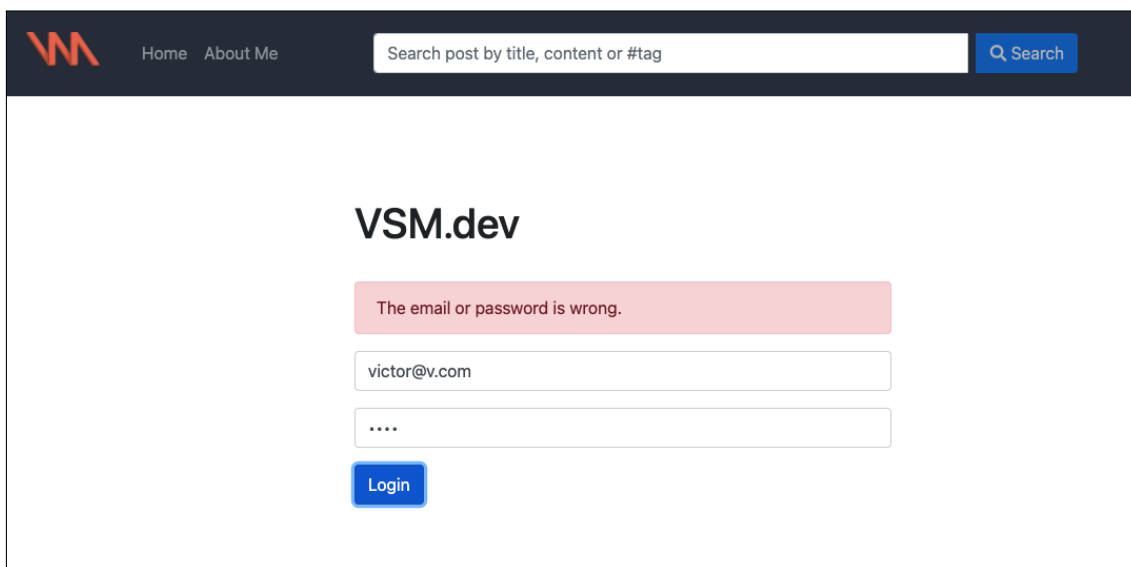 Home About Me Search post by title, content or #tag Search
VSM.dev
The email or password is wrong.
victor@v.com
••••
Login